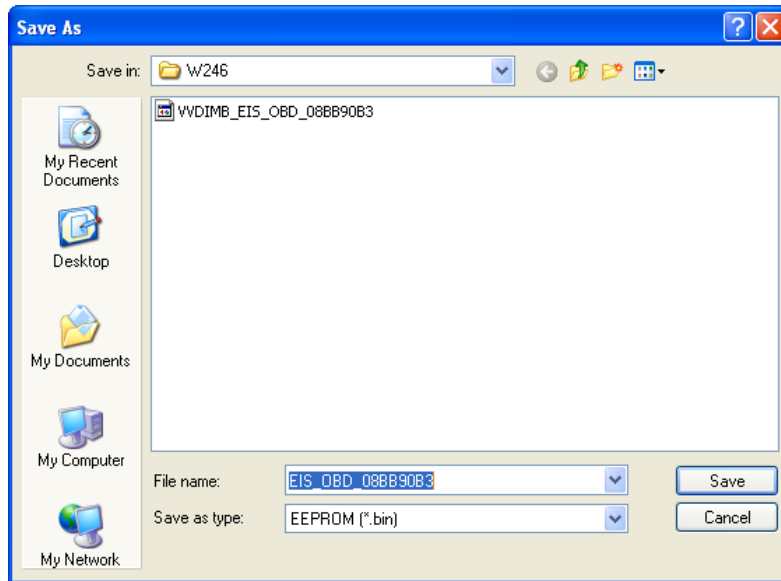 Save As
Save in:
W246
VVDIMB_EIS_OBD_08BB90B3
My Recent
Documents
Desktop
My Documents
My Computer
My Network
File name:
EIS_OBD_08BB90B3
Save
Save as type:
EEPROM (*.bin)
Cancel